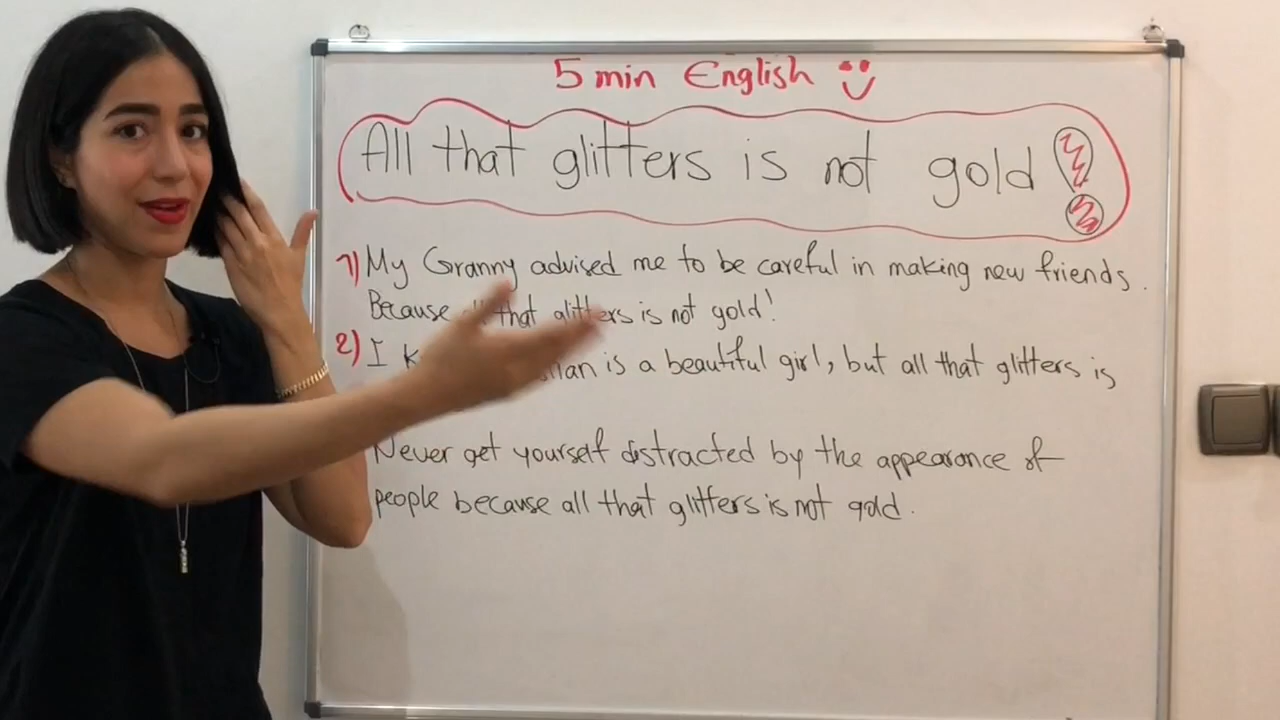 5 min English
All that glitters is not gold!
1) My Granny advised me to be careful in making new friends.
Because all that glitters is not gold!
2) I is a beautiful girl, but all that glitters is
Never get yourself distracted by the appearance of
people because all that glitters is not gold.